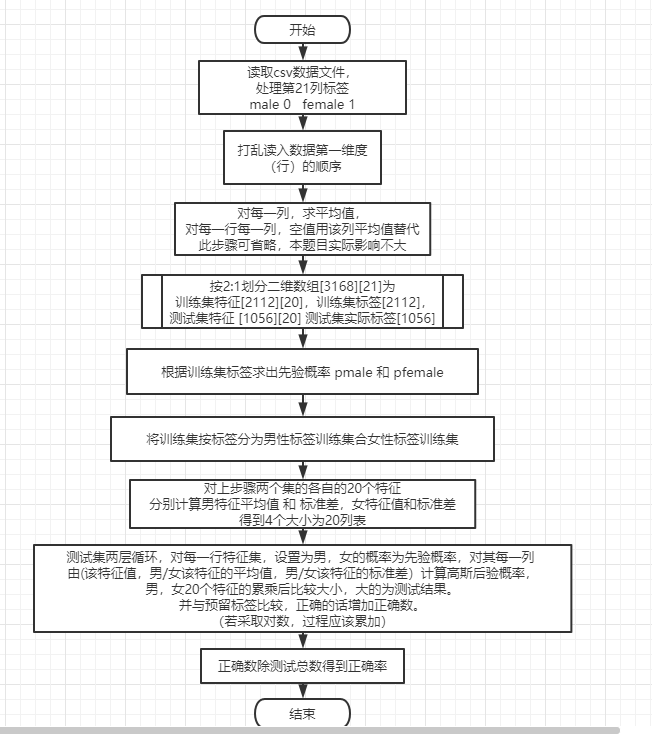 开始
读取csv数据文件，
处理第21列标签
male 0 female 1
打乱读入数据第一维度
（行）的顺序
对每一列，求平均值，
对每一行每一列，空值用该列平均值替代
此步骤可省略，本题目实际影响不大
按2:1划分二维数组[3168][21]为
训练集特征[2112][20]，训练集标签[2112]，
测试集特征 [1056][20] 测试集实际标签[1056]
根据训练集标签求出先验概率 pmale 和 pfemale
将训练集按标签分为男性标签训练集合女性标签训练集
对上步骤两个集的各自的20个特征
分别计算男特征平均值 和 标准差，女特征值和标准差
得到4个大小为20列表
测试集两层循环，对每一行特征集，设置为男，女的概率为先验概率，对其每一列
由(该特征值，男/女该特征的平均值，男/女该特征的标准差）计算高斯后验概率，
男，女20个特征的累乘后比较大小，大的为测试结果。
并与预留标签比较，正确的话增加正确数。
（若采取对数，过程应该累加）
正确数除测试总数得到正确率
结束